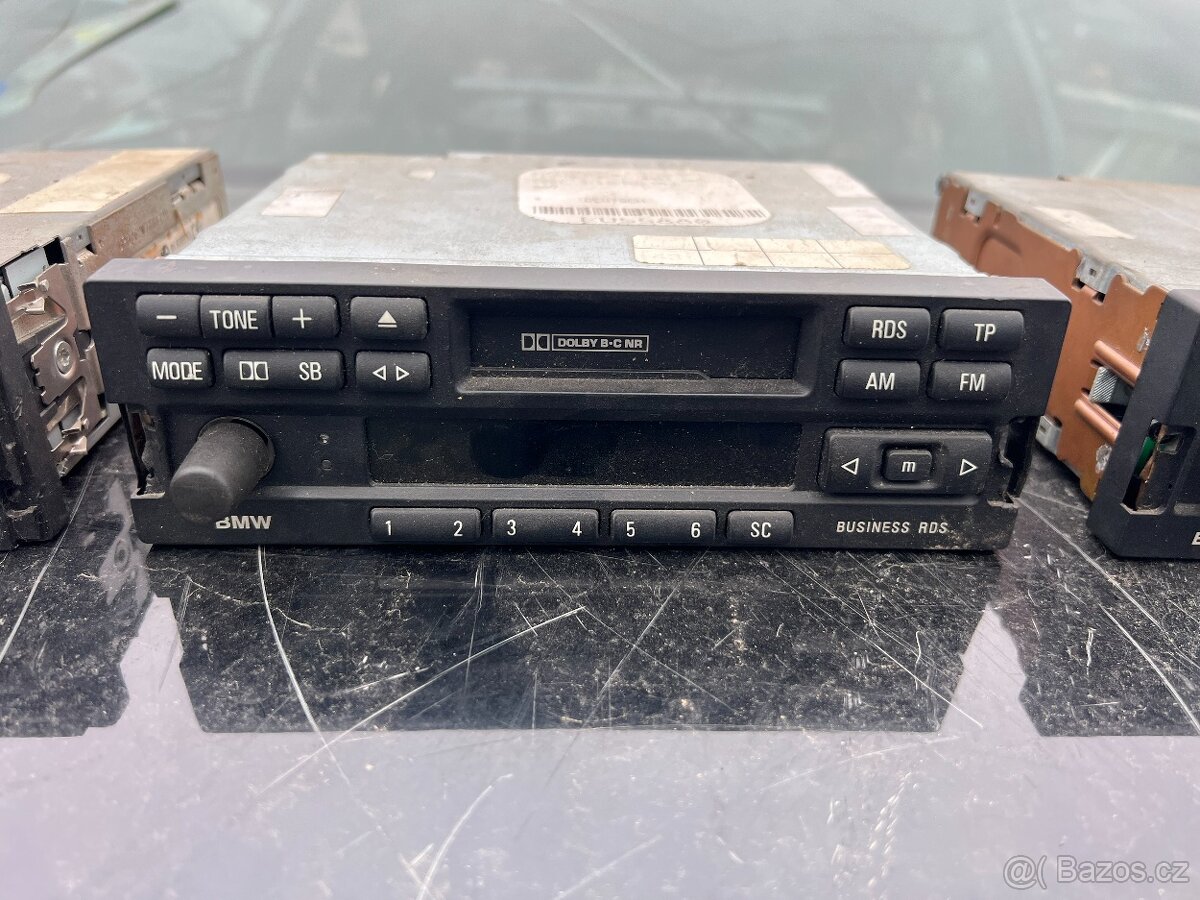 − TONE + ⏏
MODE SB ◁ ▷
DOLBY B·C NR
RDS TP
AM FM
◁ m ▷
BMW
1 2 3 4 5 6 SC
BUSINESS RDS
@( Bazos.cz